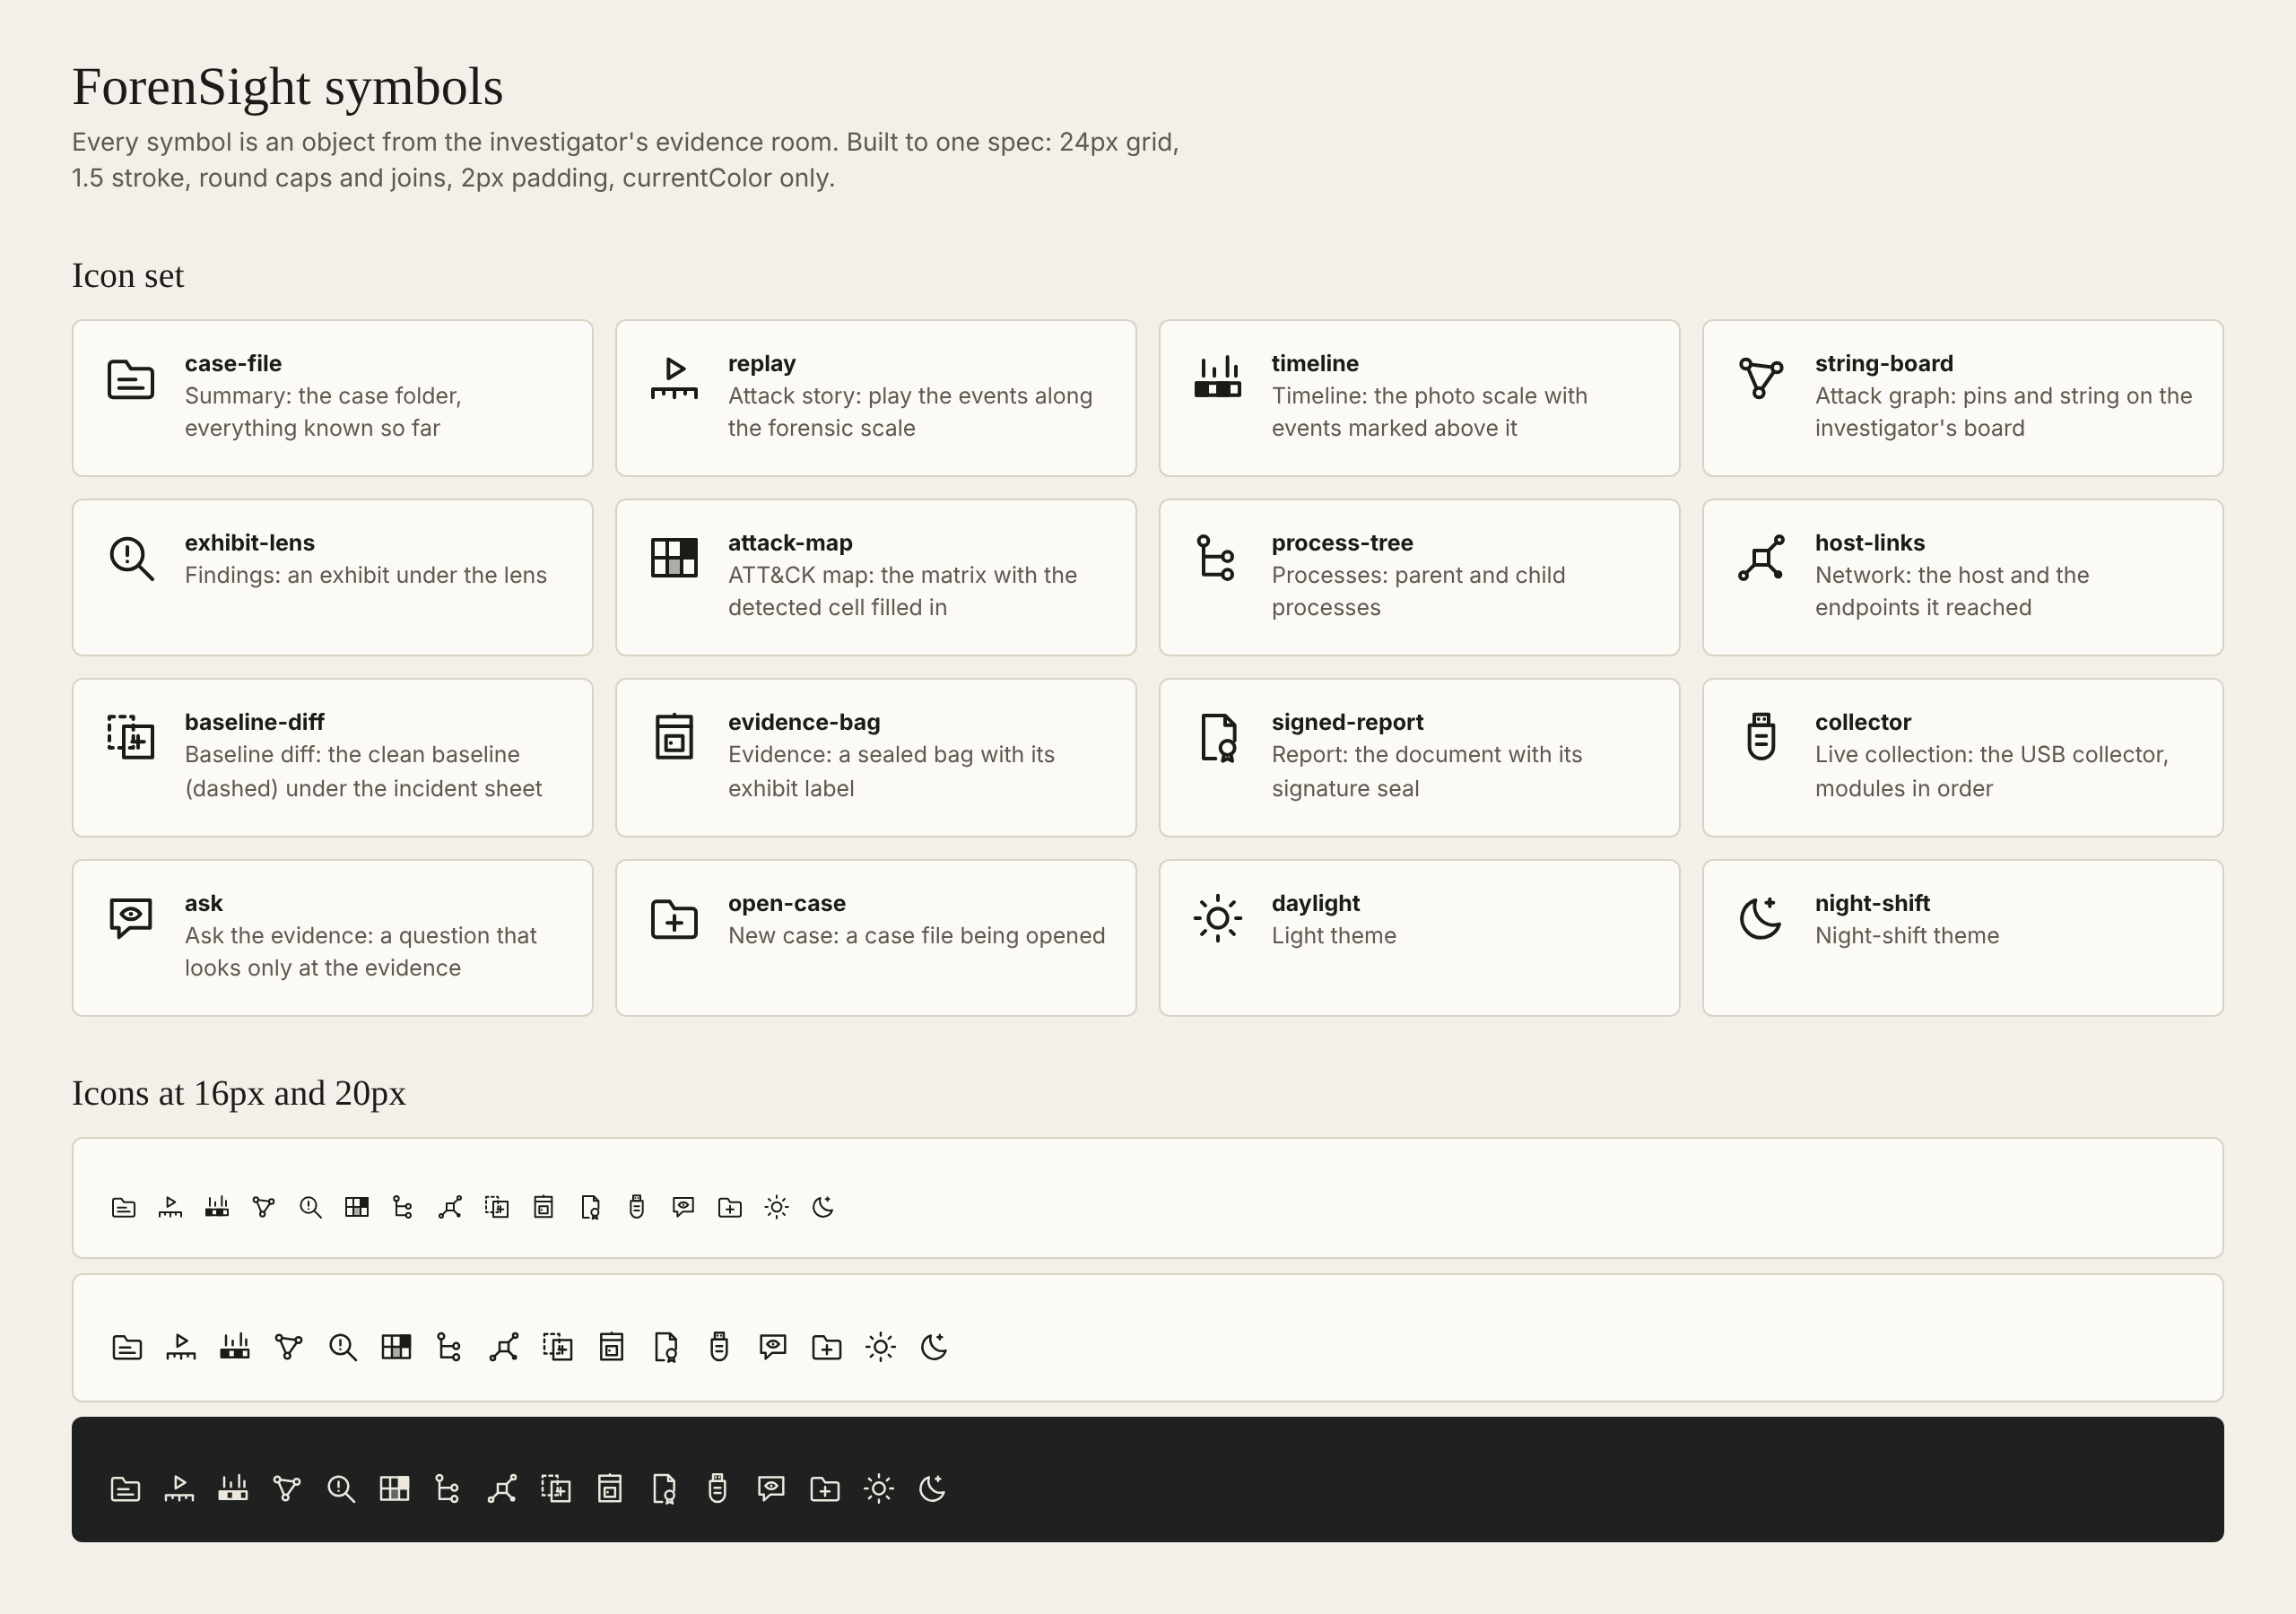 ForenSight symbols
Every symbol is an object from the investigator's evidence room. Built to one spec: 24px grid,
1.5 stroke, round caps and joins, 2px padding, currentColor only.
Icon set
case-file
Summary: the case folder,
everything known so far
replay
Attack story: play the events along
the forensic scale
timeline
Timeline: the photo scale with
events marked above it
string-board
Attack graph: pins and string on the
investigator's board
exhibit-lens
Findings: an exhibit under the lens
attack-map
ATT&CK map: the matrix with the
detected cell filled in
process-tree
Processes: parent and child
processes
host-links
Network: the host and the
endpoints it reached
baseline-diff
Baseline diff: the clean baseline
(dashed) under the incident sheet
evidence-bag
Evidence: a sealed bag with its
exhibit label
signed-report
Report: the document with its
signature seal
collector
Live collection: the USB collector,
modules in order
ask
Ask the evidence: a question that
looks only at the evidence
open-case
New case: a case file being opened
daylight
Light theme
night-shift
Night-shift theme
Icons at 16px and 20px